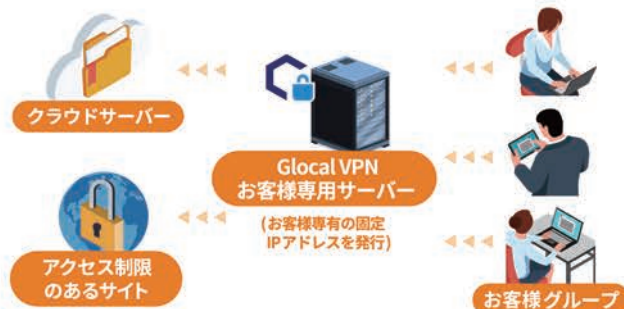 クラウドサーバー
Glocal VPN
お客様専用サーバー
(お客様専有の固定
IPアドレスを発行)
アクセス制限
のあるサイト
お客様グループ